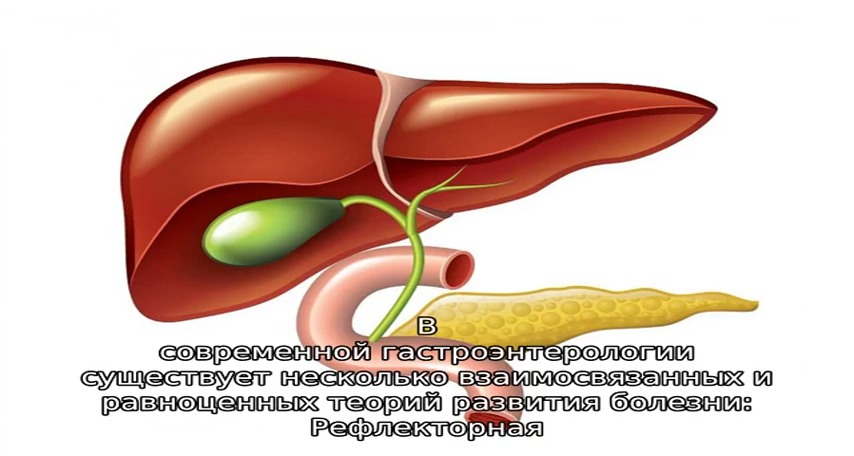 В
современной гастроэнтерологии
существует несколько взаимосвязанных и
равноценных теорий развития болезни:
Рефлекторная